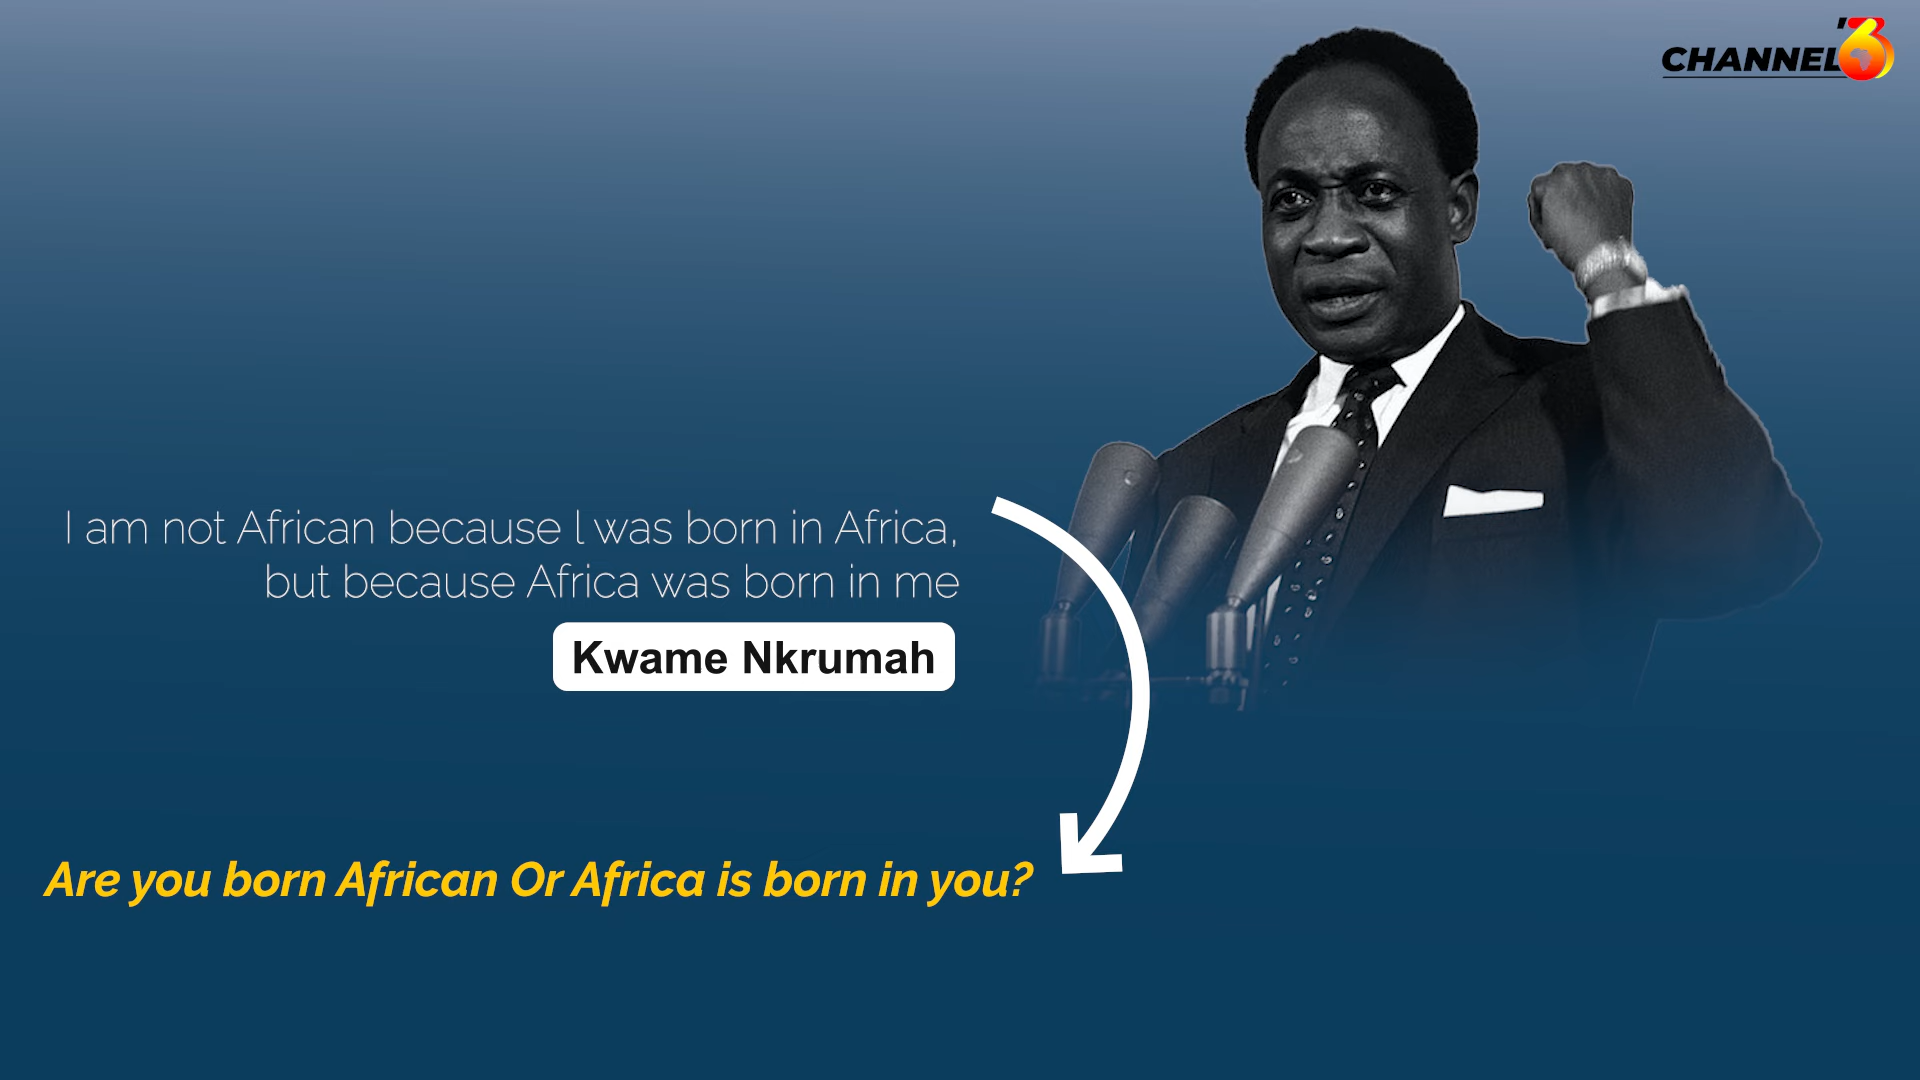 CHANNEL'3
I am not African because l was born in Africa,
but because Africa was born in me
Kwame Nkrumah
Are you born African Or Africa is born in you?